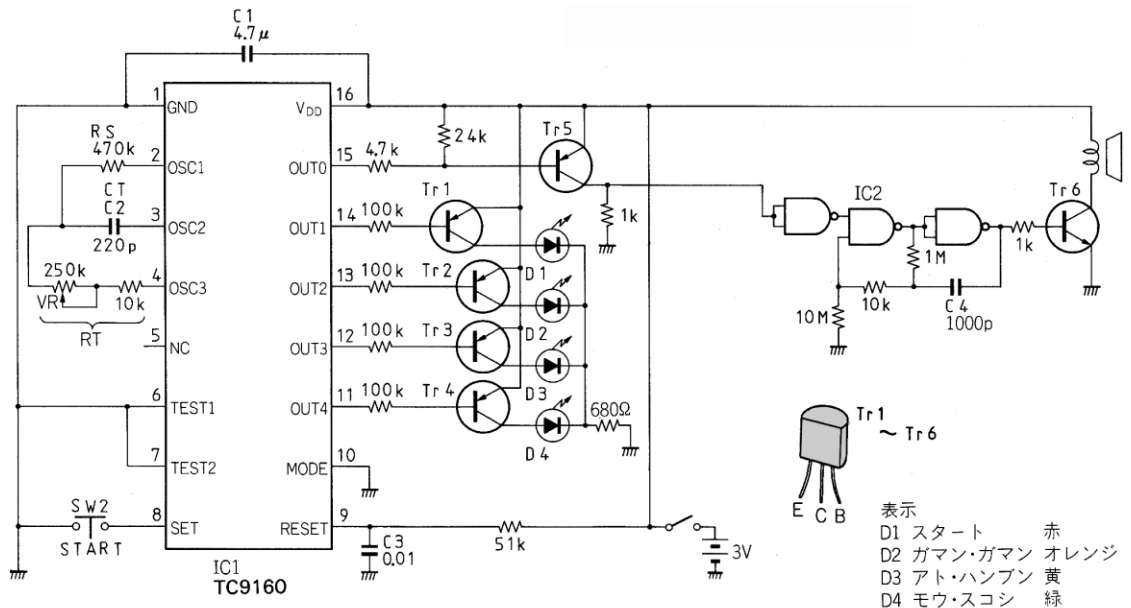 C1
4.7μ
1
GND
VDD
16
RS
470k
2
OSC1
OUT0
15
4.7k
24k
Tr5
CT
C2
220p
3
OSC2
OUT1
14
100k
Tr1
D1
1k
250k
VR
10k
RT
4
OSC3
OUT2
13
100k
Tr2
D2
5
NC
OUT3
12
100k
Tr3
D3
6
TEST1
OUT4
11
100k
Tr4
D4
680Ω
7
TEST2
MODE
10
SW2
START
8
SET
RESET
9
C3
0.01
51k
3V
IC1
TC9160
IC2
1M
10k
10M
C4
1000p
1k
Tr6
Tr1
～Tr6
E C B
表示
D1 スタート 赤
D2 ガマン・ガマン オレンジ
D3 アト・ハンブン 黄
D4 モウ・スコシ 緑